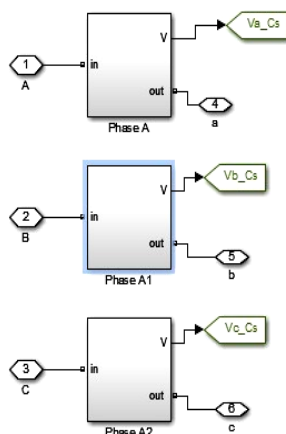 Va_Cs
V
1
in
A
out
4
a
Phase A
Vb_Cs
V
2
in
B
out
5
b
Phase A1
Vc_Cs
V
3
in
C
out
6
c
Phase A2